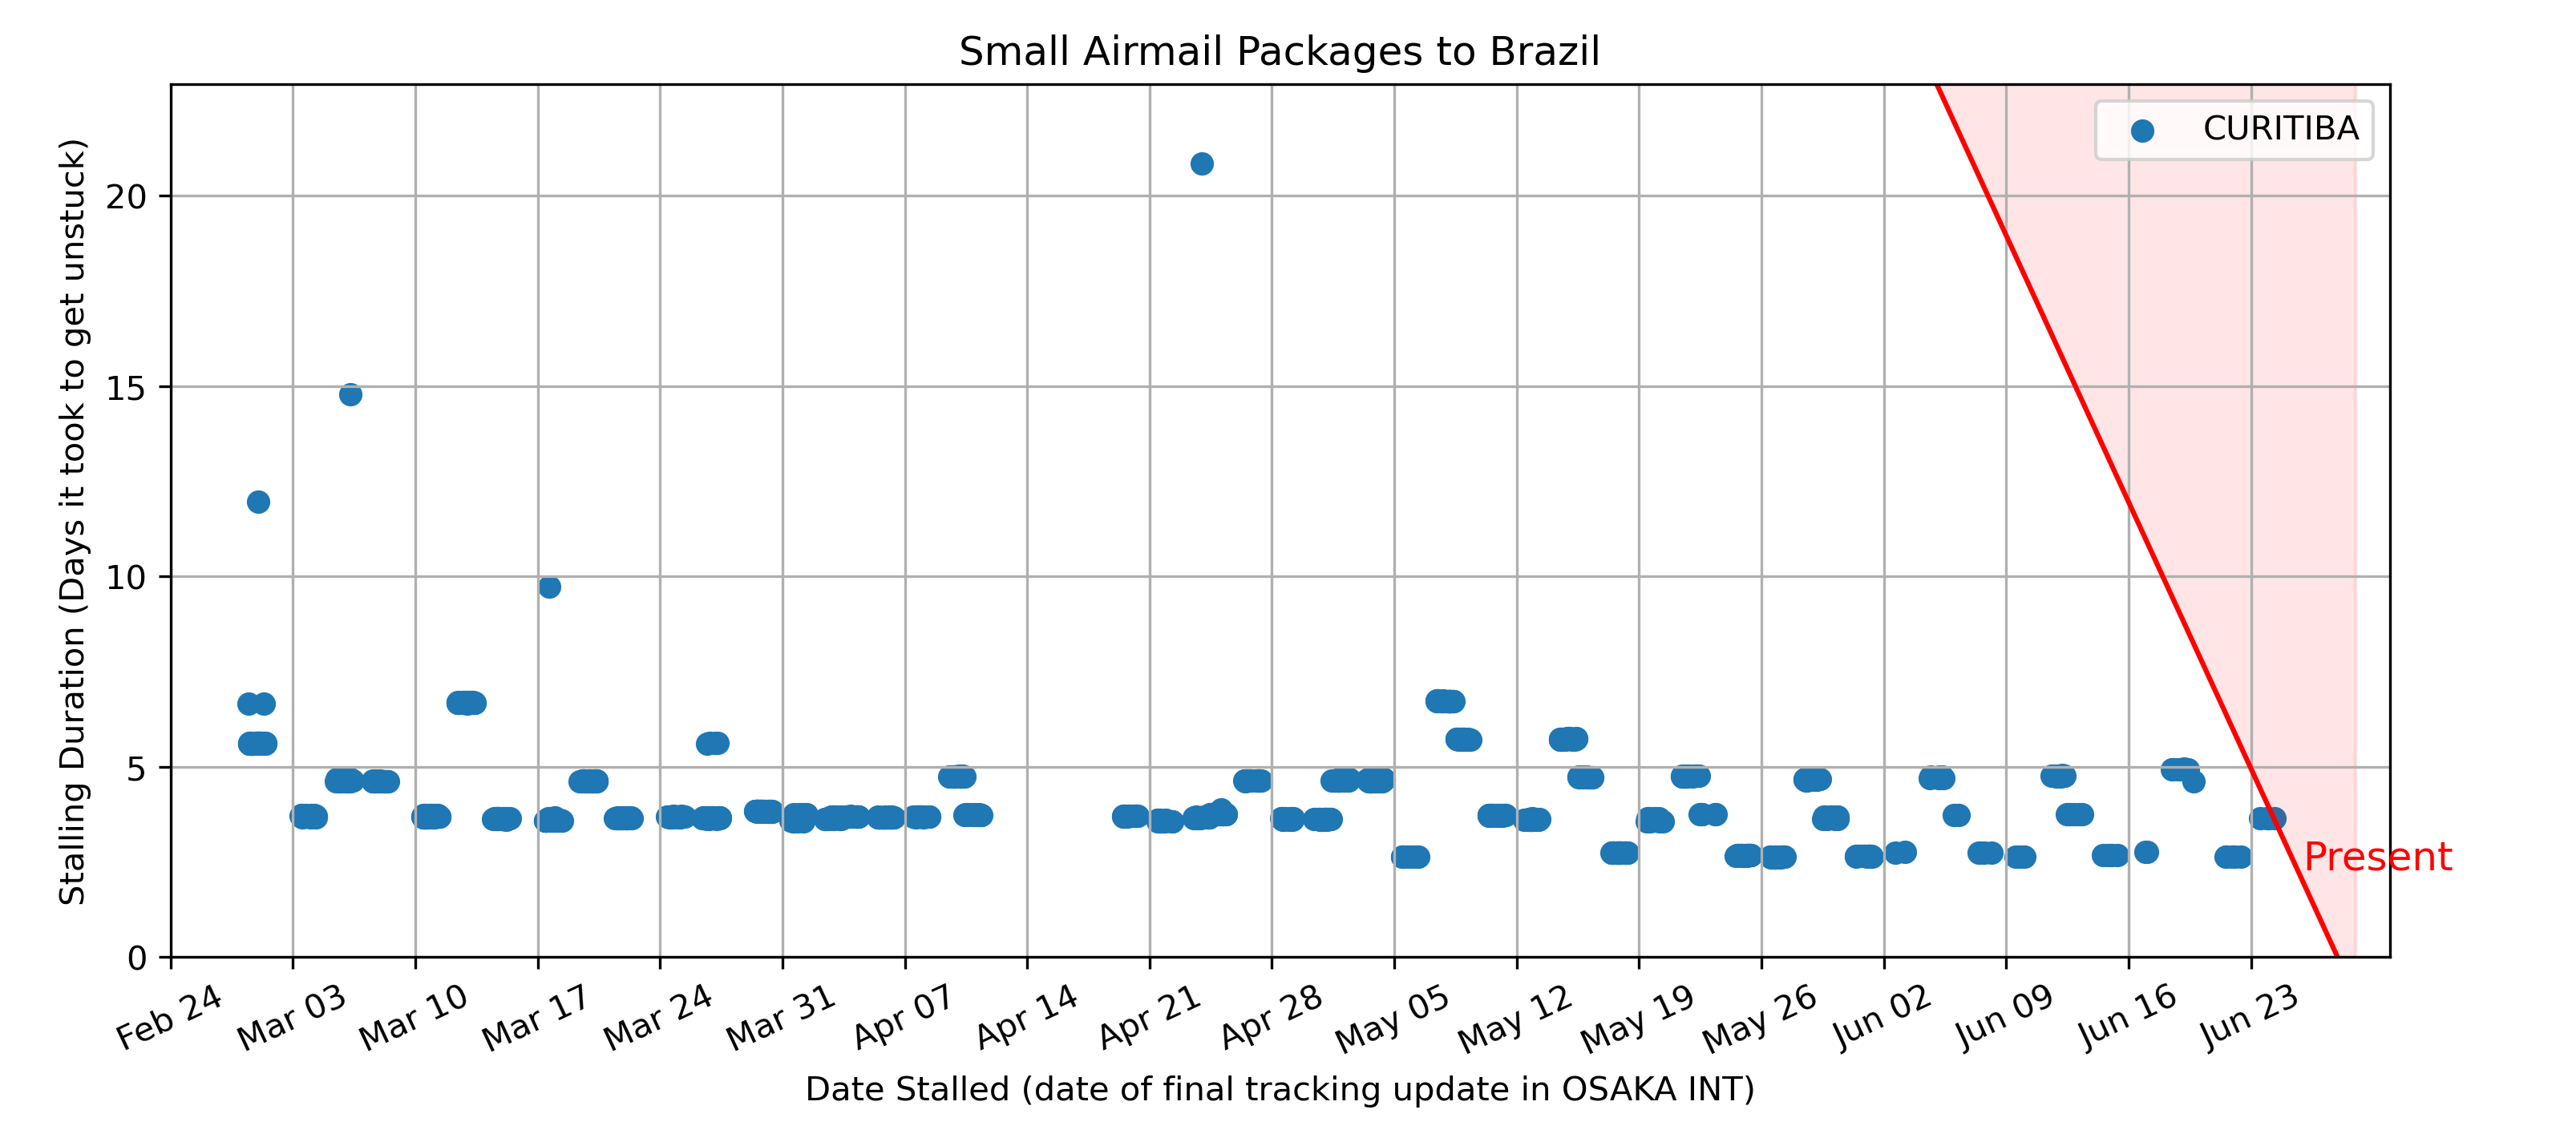 Small Airmail Packages to Brazil
CURITIBA
Stalling Duration (Days it took to get unstuck)
20
15
10
5
0
Present
Feb 24
Mar 03
Mar 10
Mar 17
Mar 24
Mar 31
Apr 07
Apr 14
Apr 21
Apr 28
May 05
May 12
May 19
May 26
Jun 02
Jun 09
Jun 16
Jun 23
Date Stalled (date of final tracking update in OSAKA INT)